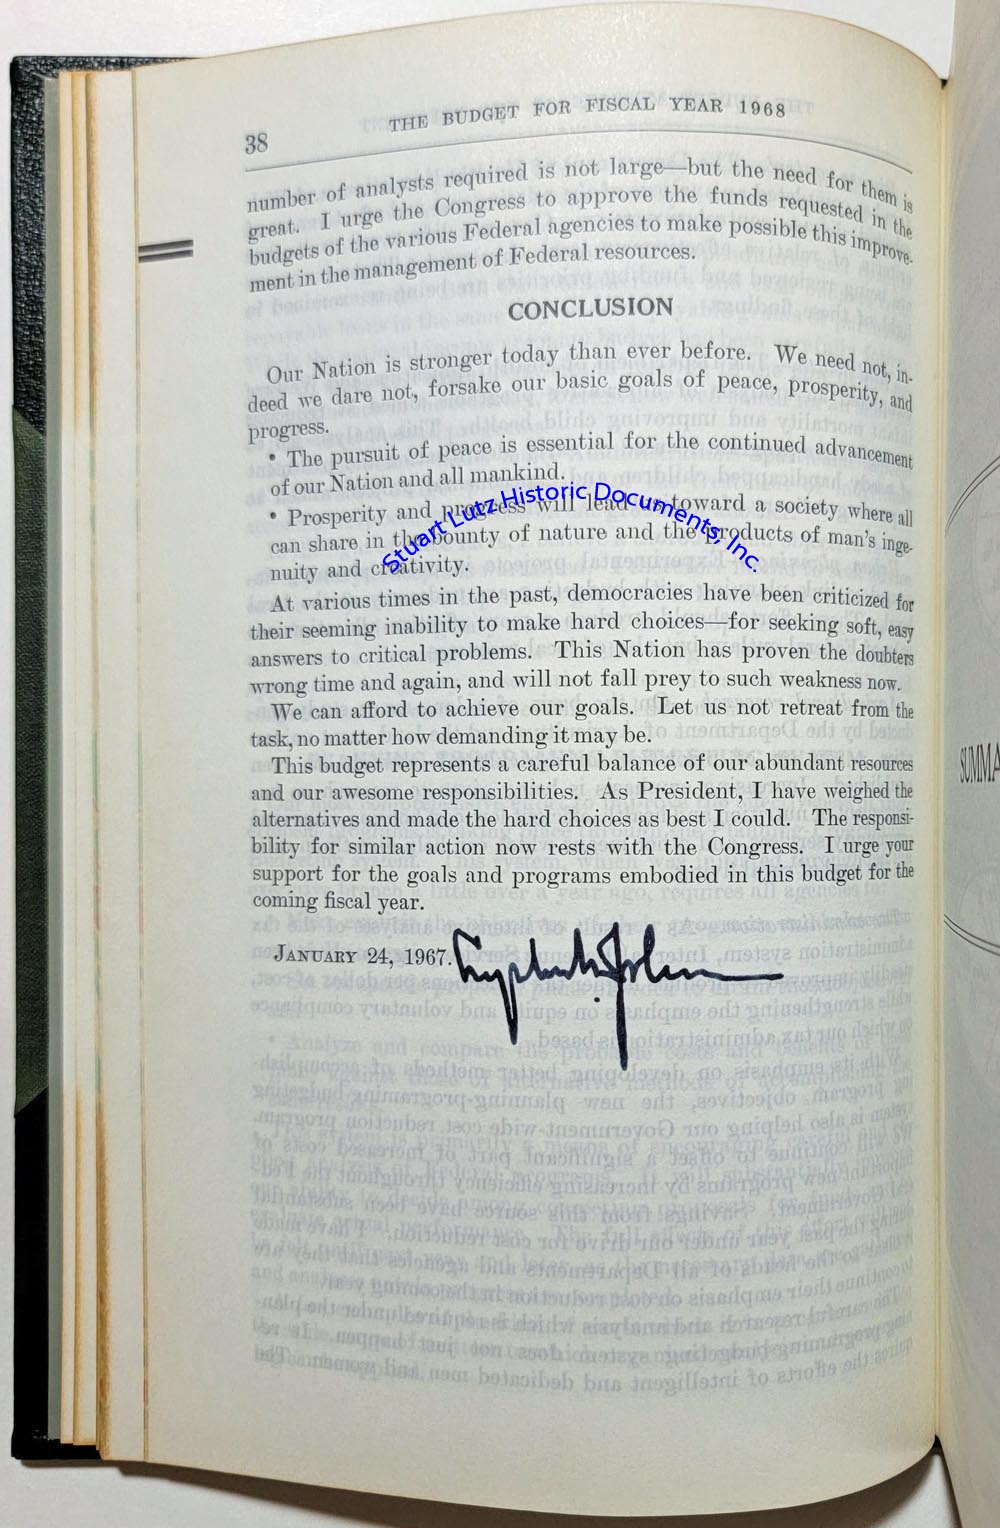 38
THE BUDGET FOR FISCAL YEAR 1968
number of analysts required is not large—but the need for them is
great. I urge the Congress to approve the funds requested in the
budgets of the various Federal agencies to make possible this improve-
ment in the management of Federal resources.
CONCLUSION
Our Nation is stronger today than ever before. We need not, in-
deed we dare not, forsake our basic goals of peace, prosperity, and
progress.
• The pursuit of peace is essential for the continued advancement
of our Nation and all mankind.
• Prosperity and progress will lead us toward a society where all
can share in the bounty of nature and the products of man's inge-
nuity and creativity.
Stuart Lutz Historic Documents, Inc.
At various times in the past, democracies have been criticized for
their seeming inability to make hard choices—for seeking soft, easy
answers to critical problems. This Nation has proven the doubters
wrong time and again, and will not fall prey to such weakness now.
We can afford to achieve our goals. Let us not retreat from the
task, no matter how demanding it may be.
This budget represents a careful balance of our abundant resources
and our awesome responsibilities. As President, I have weighed the
alternatives and made the hard choices as best I could. The responsi-
bility for similar action now rests with the Congress. I urge your
support for the goals and programs embodied in this budget for the
coming fiscal year.
JANUARY 24, 1967.
Lyndon B. Johnson
SUMMA